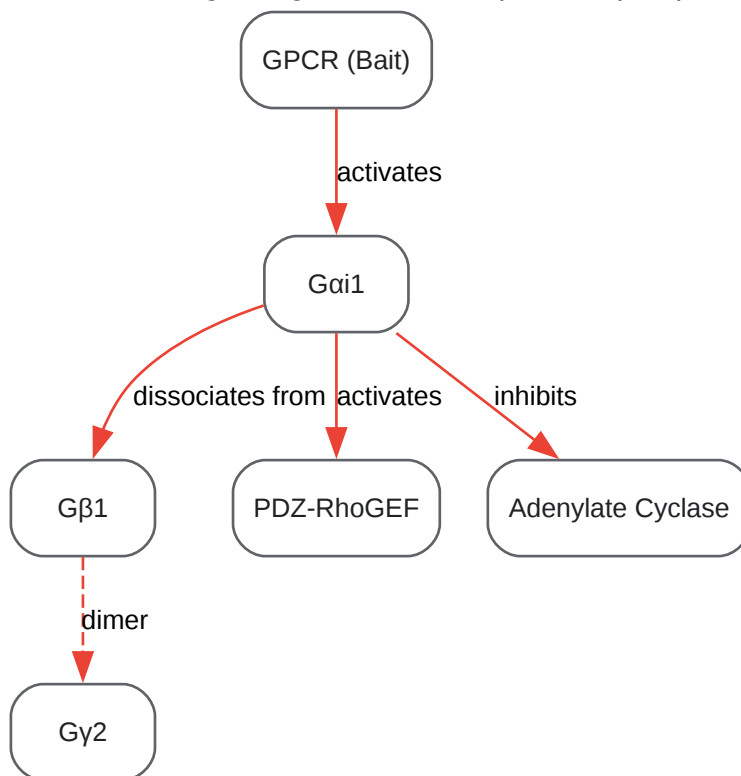 GPCR (Bait)
activates
Gαi1
dissociates from
activates
inhibits
Gβ1
PDZ-RhoGEF
Adenylate Cyclase
dimer
Gγ2